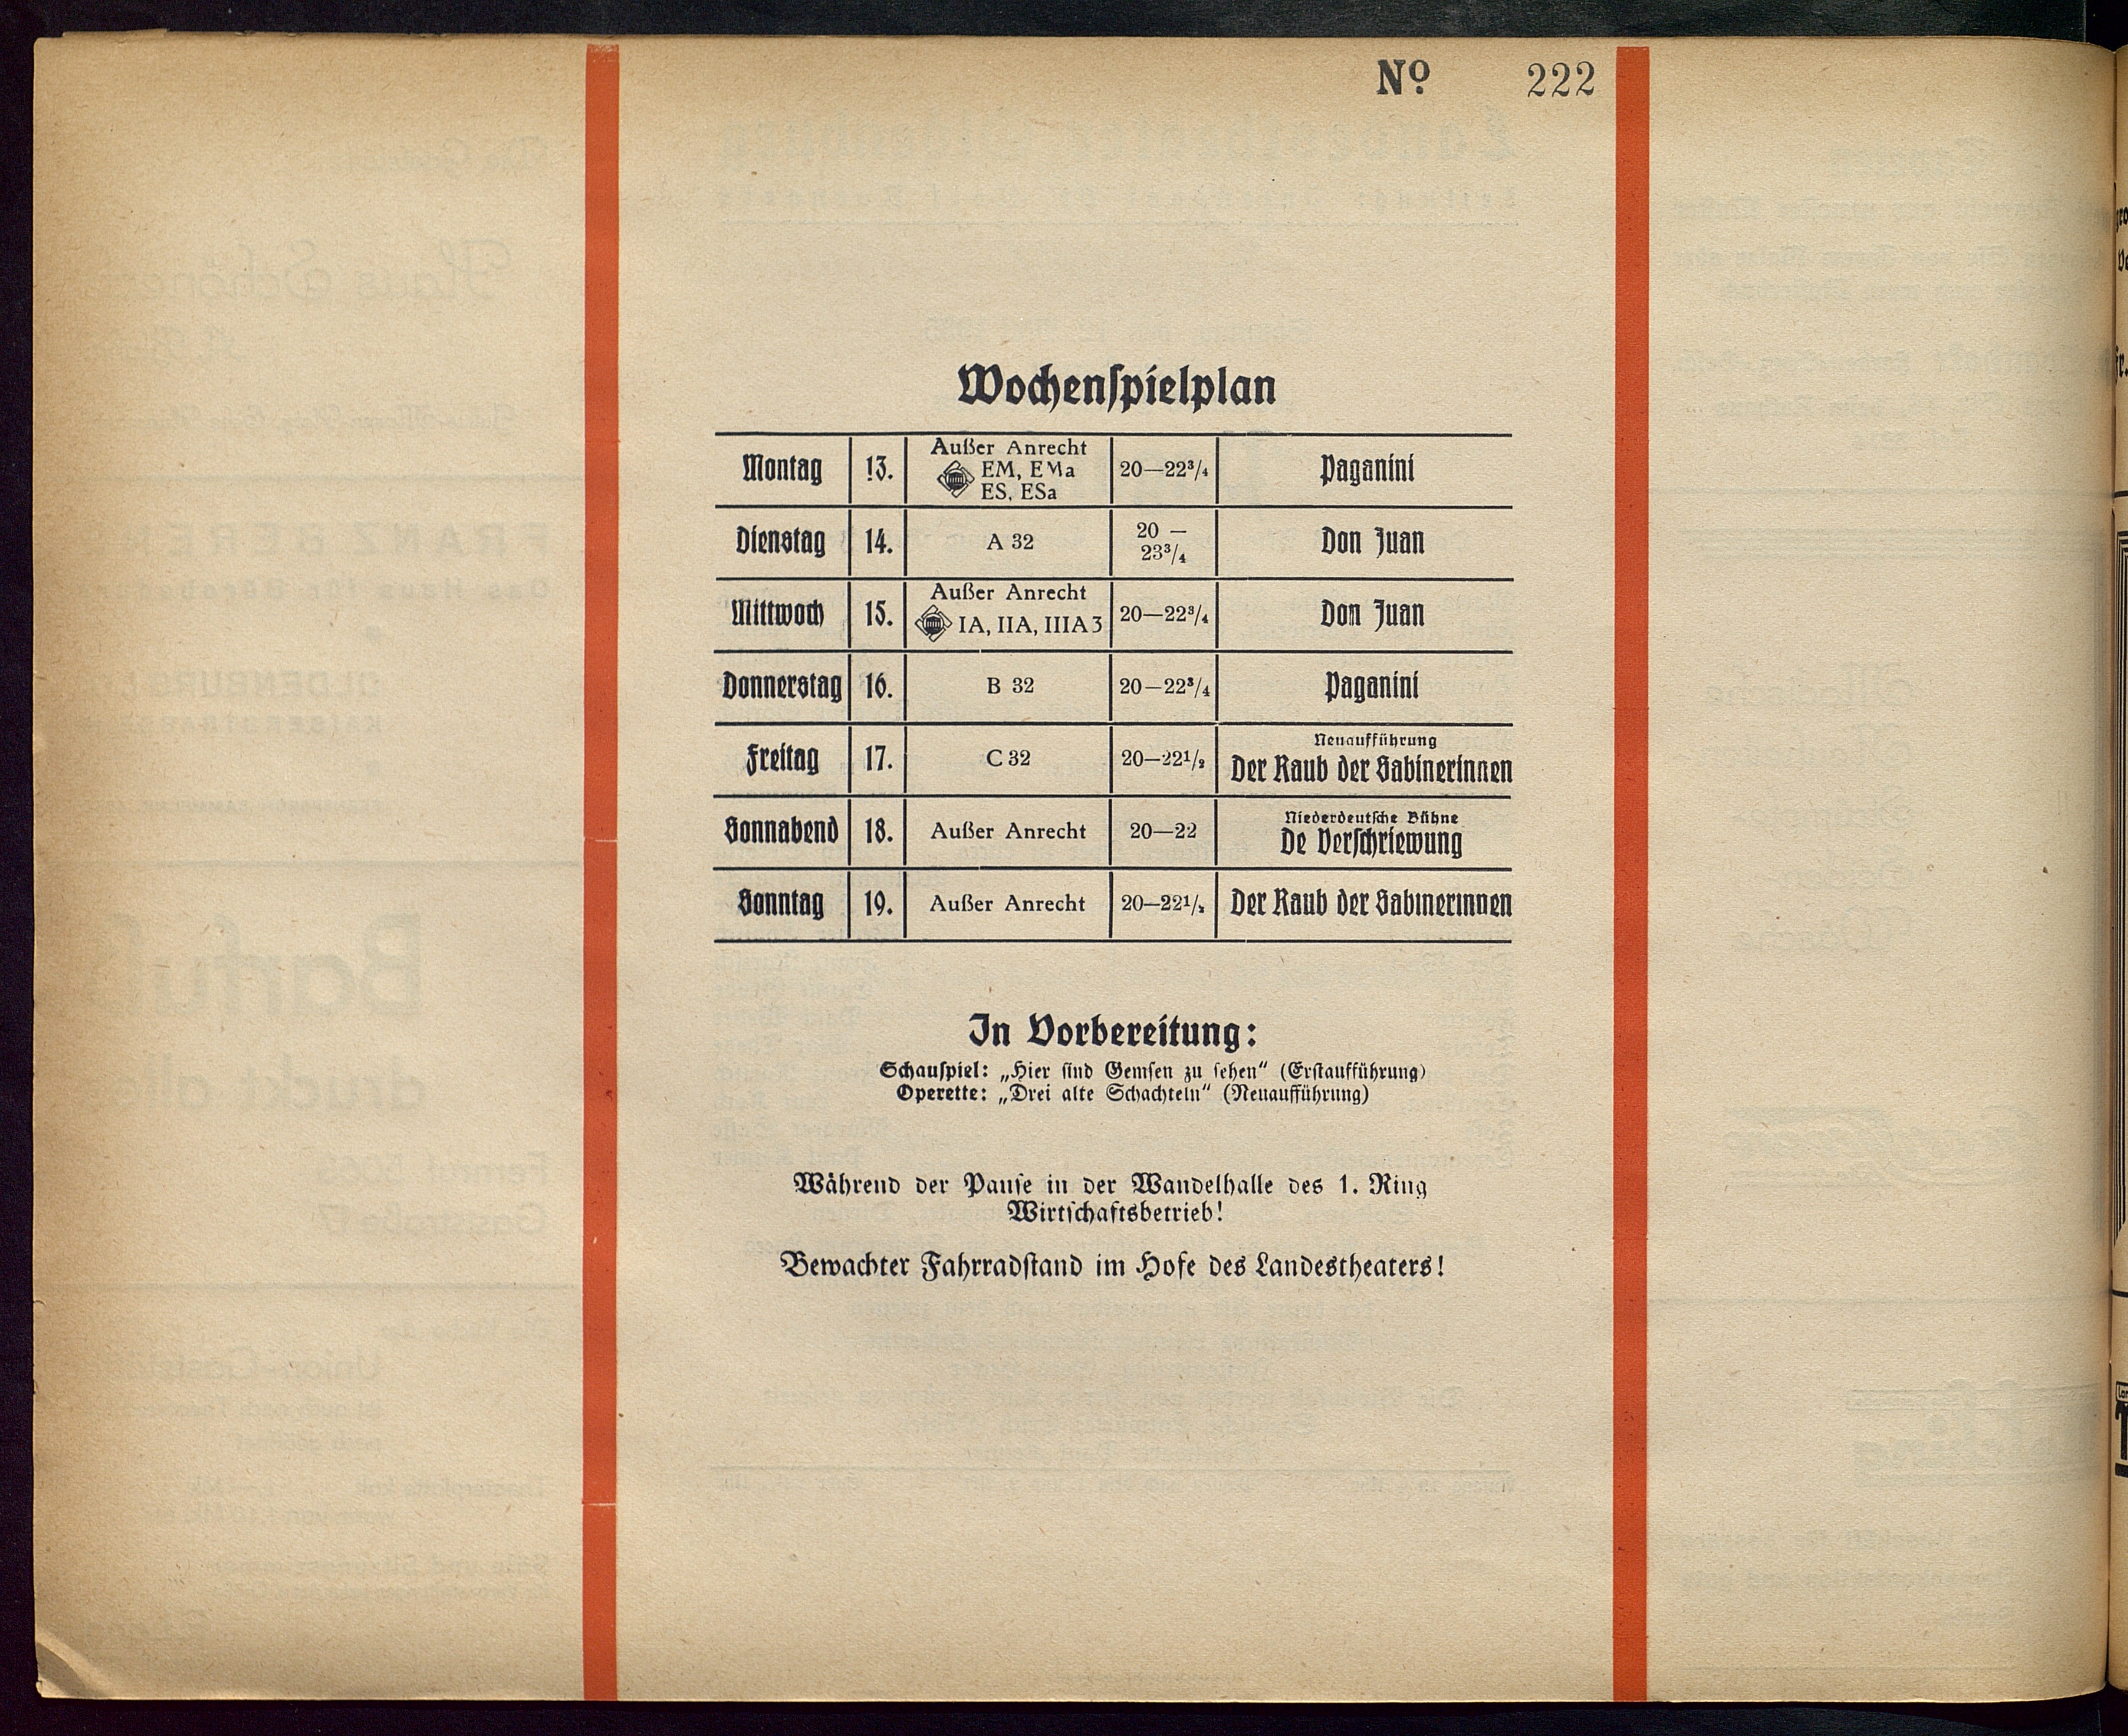 No 222
Wochenspielplan
Montag 13. Außer Anrecht EM, EMa ES, ESa 20—22³/₄ Paganini
Dienstag 14. A 32 20 — 23³/₄ Don Juan
Mittwoch 15. Außer Anrecht IA, IIA, IIIA3 20—22³/₄ Don Juan
Donnerstag 16. B 32 20—22³/₄ Paganini
Freitag 17. C 32 20—22¹/₂ Neuaufführung Der Raub der Sabinerinnen
Sonnabend 18. Außer Anrecht 20—22 Niederdeutsche Bühne De Verschriewung
Sonntag 19. Außer Anrecht 20—22¹/₂ Der Raub der Sabinerinnen
In Vorbereitung:
Schauspiel: „Hier sind Gemsen zu sehen“ (Erstaufführung)
Operette: „Drei alte Schachteln“ (Neuaufführung)
Während der Pause in der Wandelhalle des 1. Ring
Wirtschaftsbetrieb!
Bewachter Fahrradstand im Hofe des Landestheaters!